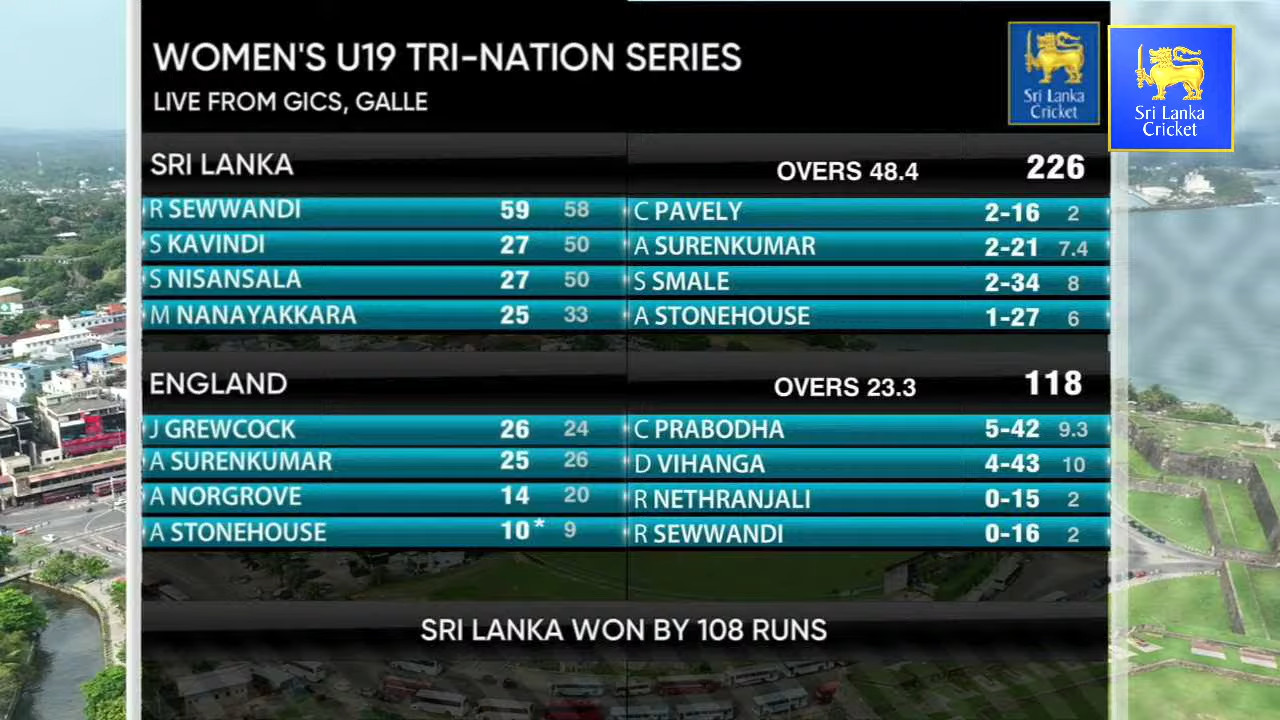 WOMEN'S U19 TRI-NATION SERIES
LIVE FROM GICS, GALLE
Sri Lanka
Cricket
Sri Lanka
Cricket
SRI LANKA OVERS 48.4 226
R SEWWANDI 59 58 C PAVELY 2-16 2
S KAVINDI 27 50 A SURENKUMAR 2-21 7.4
S NISANSALA 27 50 S SMALE 2-34 8
M NANAYAKKARA 25 33 A STONEHOUSE 1-27 6
ENGLAND OVERS 23.3 118
J GREWCOCK 26 24 C PRABODHA 5-42 9.3
A SURENKUMAR 25 26 D VIHANGA 4-43 10
A NORGROVE 14 20 R NETHRANJALI 0-15 2
A STONEHOUSE 10* 9 R SEWWANDI 0-16 2
SRI LANKA WON BY 108 RUNS